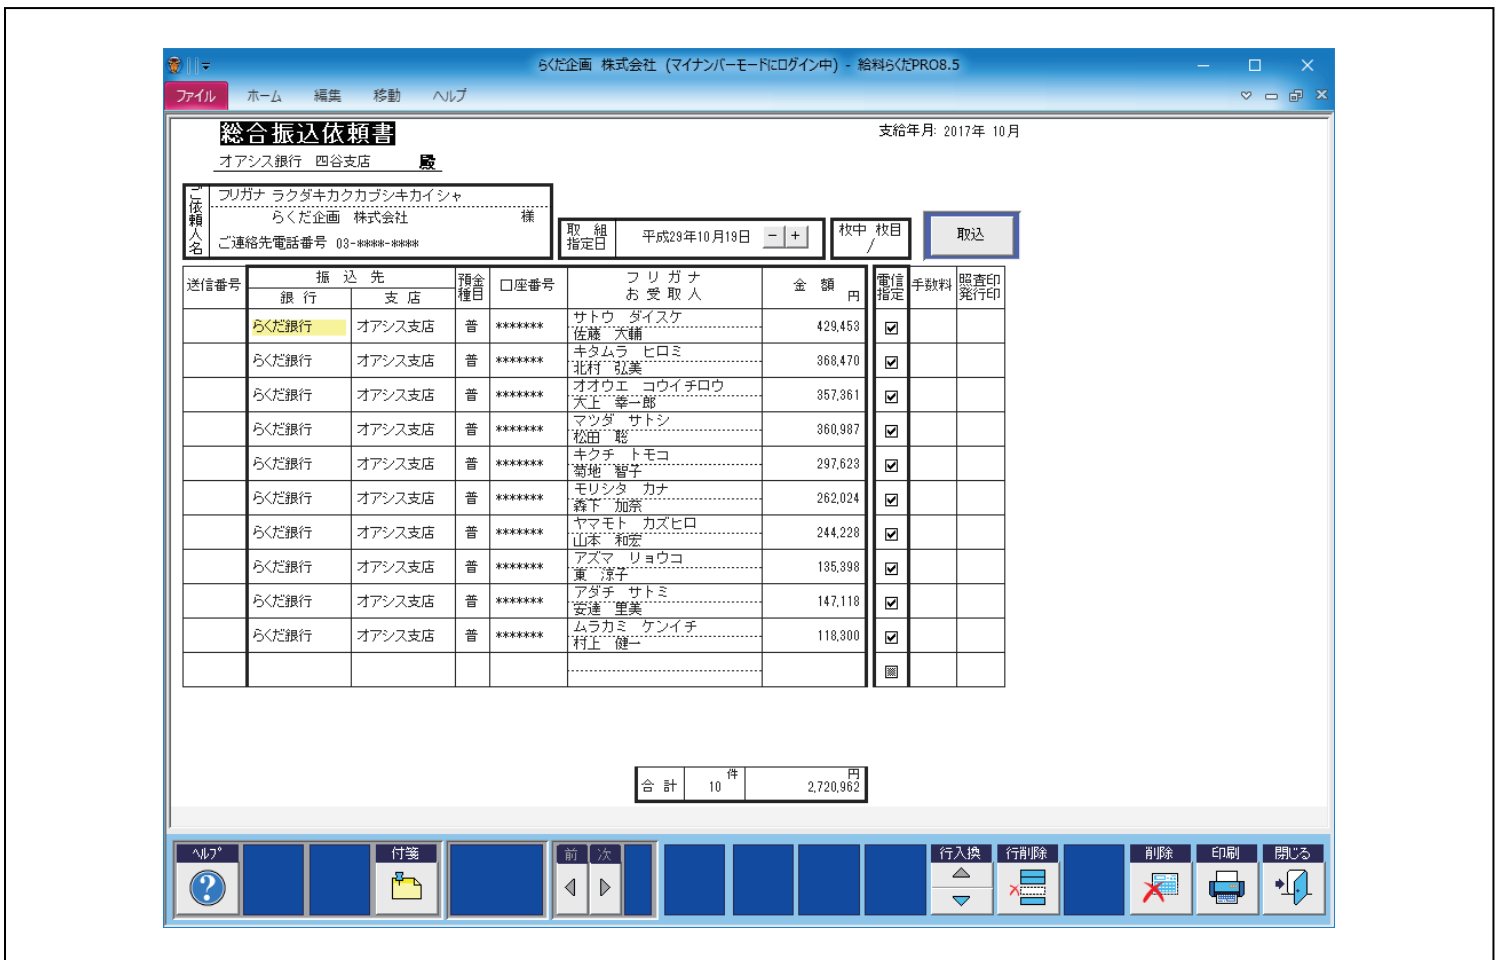 らくだ企画 株式会社 (マイナンバーモードにログイン中) - 給料らくだPRO8.5
ファイル ホーム 編集 移動 ヘルプ
総合振込依頼書
支給年月: 2017年 10月
オアシス銀行 四谷支店 殿
ご依頼人名
フリガナ ラクダキカクカブシキカイシャ
らくだ企画 株式会社 様
ご連絡先電話番号 03-****-****
取組指定日 平成29年10月19日 - +
枚中 枚目
/
取込
送信番号 振込先 預金種目 口座番号 フリガナ お受取人 金額 円 電信指定 手数料 照査印 発行印
銀行 支店
らくだ銀行 オアシス支店 普 ******* サトウ ダイスケ 佐藤 大輔 429,453
らくだ銀行 オアシス支店 普 ******* キタムラ ヒロミ 北村 弘美 368,470
らくだ銀行 オアシス支店 普 ******* オオウエ コウイチロウ 大上 幸一郎 357,361
らくだ銀行 オアシス支店 普 ******* マツダ サトシ 松田 聡 360,987
らくだ銀行 オアシス支店 普 ******* キクチ トモコ 菊地 智子 297,623
らくだ銀行 オアシス支店 普 ******* モリシタ カナ 森下 加奈 262,024
らくだ銀行 オアシス支店 普 ******* ヤマモト カズヒロ 山本 和宏 244,228
らくだ銀行 オアシス支店 普 ******* アズマ リョウコ 東 涼子 135,398
らくだ銀行 オアシス支店 普 ******* アダチ サトミ 安達 里美 147,118
らくだ銀行 オアシス支店 普 ******* ムラカミ ケンイチ 村上 健一 118,300
合計 10 件 2,720,962 円
ヘルプ 付箋 前 次 行入換 行削除 削除 印刷 閉じる